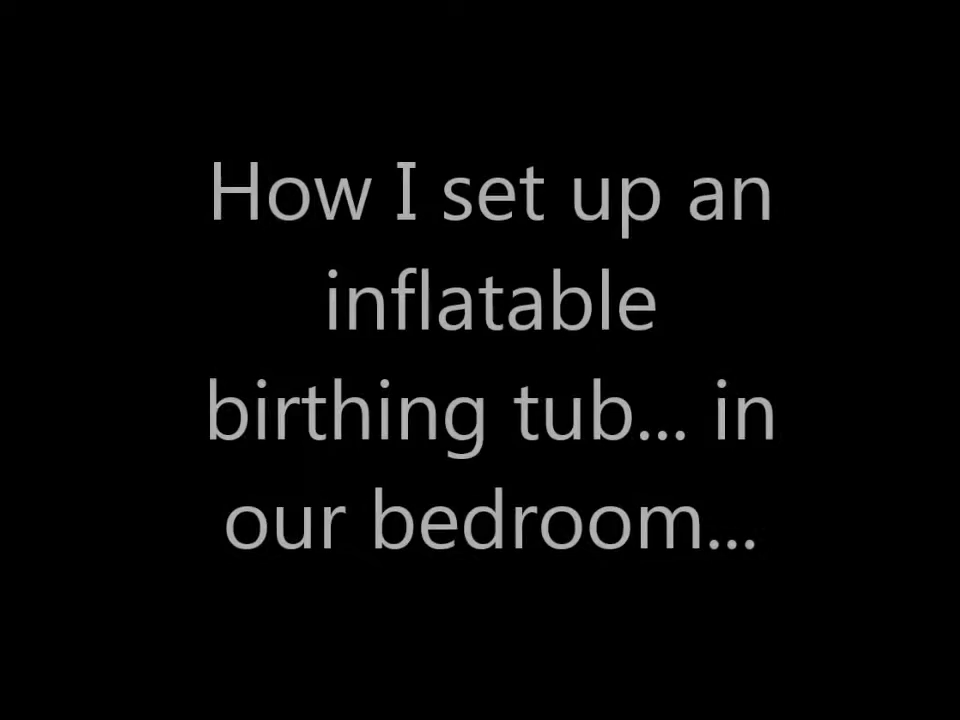 How I set up an
inflatable
birthing tub... in
our bedroom...